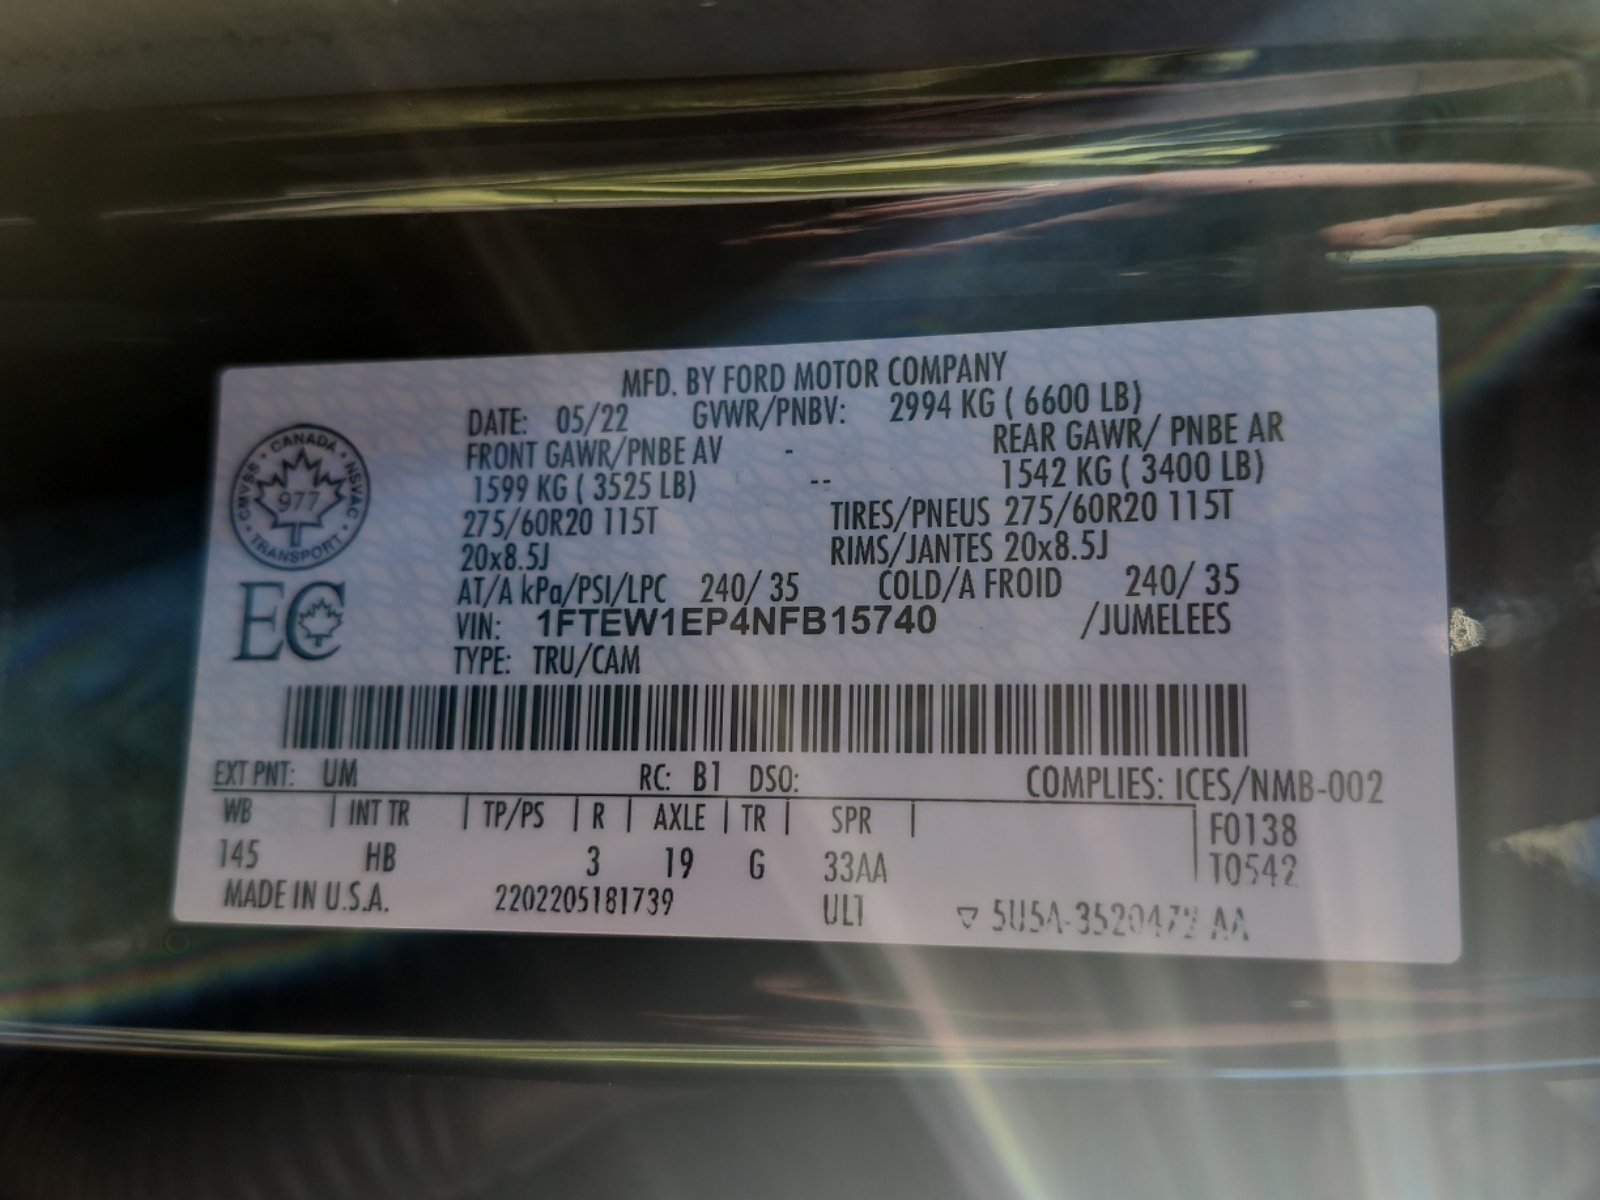 MFD. BY FORD MOTOR COMPANY
DATE: 05/22 GVWR/PNBV: 2994 KG ( 6600 LB)
FRONT GAWR/PNBE AV - REAR GAWR/ PNBE AR
1599 KG ( 3525 LB) -- 1542 KG ( 3400 LB)
275/60R20 115T TIRES/PNEUS 275/60R20 115T
20x8.5J RIMS/JANTES 20x8.5J
AT/A kPa/PSI/LPC 240/ 35 COLD/A FROID 240/ 35
VIN: 1FTEW1EP4NFB15740 /JUMELEES
TYPE: TRU/CAM
CANADA
CMVSS NSVAC
977
TRANSPORT
EC
EXT PNT: UM RC: B1 DSO: COMPLIES: ICES/NMB-002
WB | INT TR | TP/PS | R | AXLE | TR | SPR | F0138
145 HB 3 19 G 33AA T0542
MADE IN U.S.A. 2202205181739 ULT 5U5A-3520472 AA